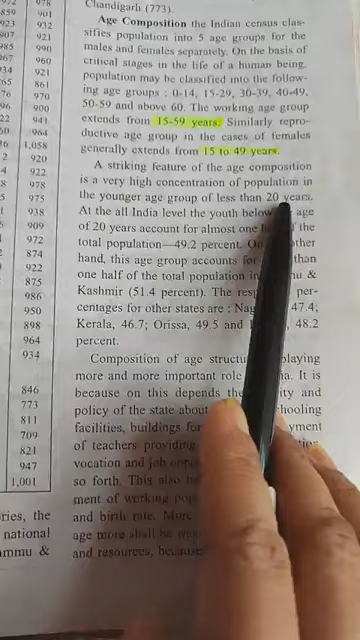 978
901
932
921
990
960
921
861
970
900
941
964
1,058
920
922
978
975
938
909
972
874
922
875
986
950
898
964
934
846
773
811
709
821
947
1,001
ries, the
national
ammu &
Chandigarh (773).
Age Composition the Indian census clas-
sifies population into 5 age groups for the
males and females separately. On the basis of
critical stages in the life of a human being.
population may be classified into the follow-
ing age groups : 0-14, 15-29, 30-39, 40-49,
50-59 and above 60. The working age group
extends from 15-59 years. Similarly repro-
ductive age group in the cases of females
generally extends from 15 to 49 years.
A striking feature of the age composition
is a very high concentration of population in
the younger age group of less than 20 years.
At the all India level the youth below age
of 20 years account for almost one the
total population—49.2 percent. On other
hand, this age group accounts for than
one half of the total population in &
Kashmir (51.4 percent). The per-
centages for other states are : 47.4;
Kerala, 46.7; Orissa, 49.5 and 48.2
percent.
Composition of age playing
more and more important role It is
because on this depends the and
policy of the state about
facilities, buildings for
of teachers providing
vocation and job
so forth. This also
ment of working
and birth rate. More
age more shall be
and resources, because